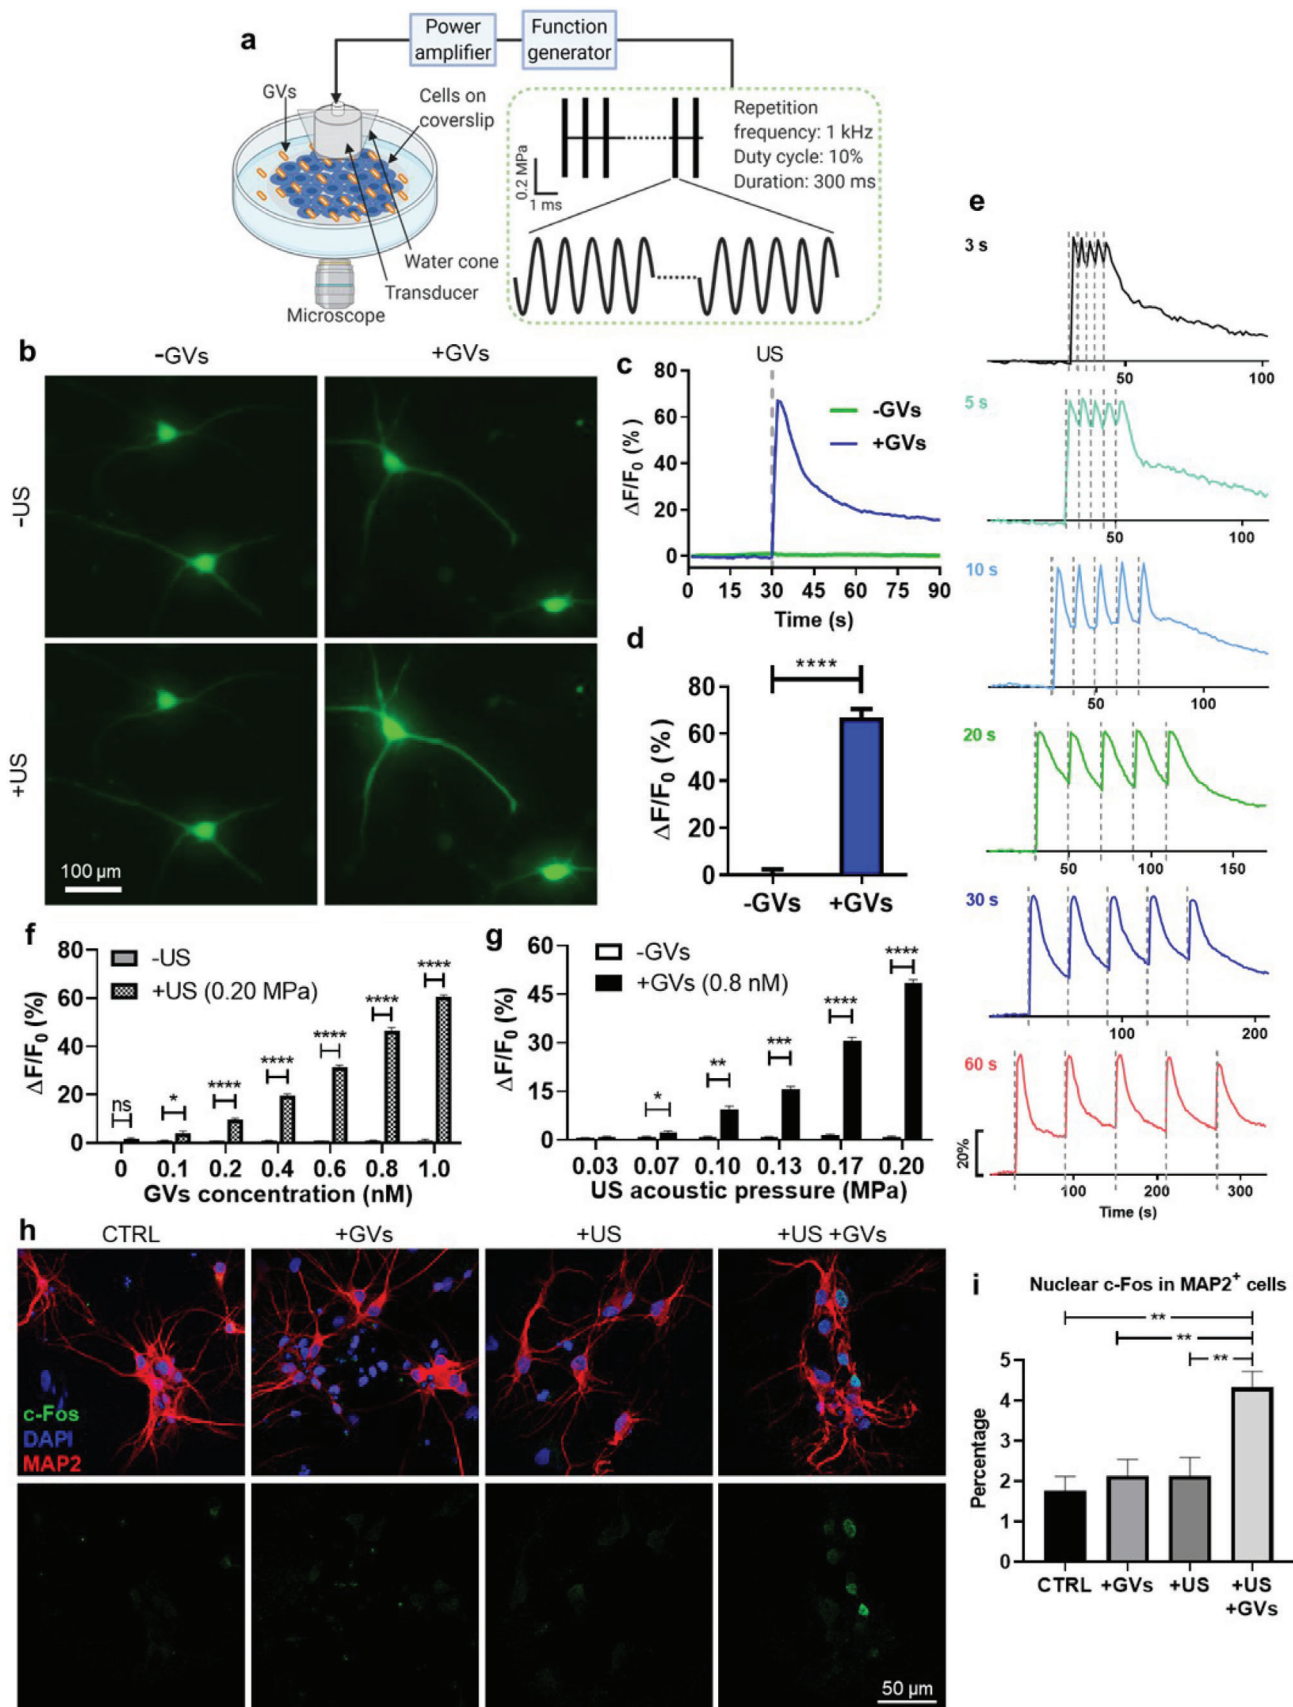 a
Power
amplifier
Function
generator
GVs
Cells on
coverslip
Water cone
Transducer
Microscope
Repetition
frequency: 1 kHz
Duty cycle: 10%
Duration: 300 ms
0.2 MPa
1 ms
b
-GVs
+GVs
-US
+US
100 µm
c
US
80
60
40
20
0
ΔF/F0 (%)
-GVs
+GVs
0 15 30 45 60 75 90
Time (s)
d
****
80
60
40
20
0
ΔF/F0 (%)
-GVs +GVs
e
3 s
50 100
5 s
50 100
10 s
50 100
20 s
50 100 150
30 s
100 200
60 s
20%
100 200 300
Time (s)
f
80
60
40
20
0
ΔF/F0 (%)
-US
+US (0.20 MPa)
ns * **** **** **** **** ****
0 0.1 0.2 0.4 0.6 0.8 1.0
GVs concentration (nM)
g
60
45
30
15
0
ΔF/F0 (%)
-GVs
+GVs (0.8 nM)
* ** *** **** ****
0.03 0.07 0.10 0.13 0.17 0.20
US acoustic pressure (MPa)
h
CTRL +GVs +US +US +GVs
c-Fos
DAPI
MAP2
50 µm
i
Nuclear c-Fos in MAP2+ cells
**
**
**
5
4
3
2
1
0
Percentage
CTRL +GVs +US +US
+GVs